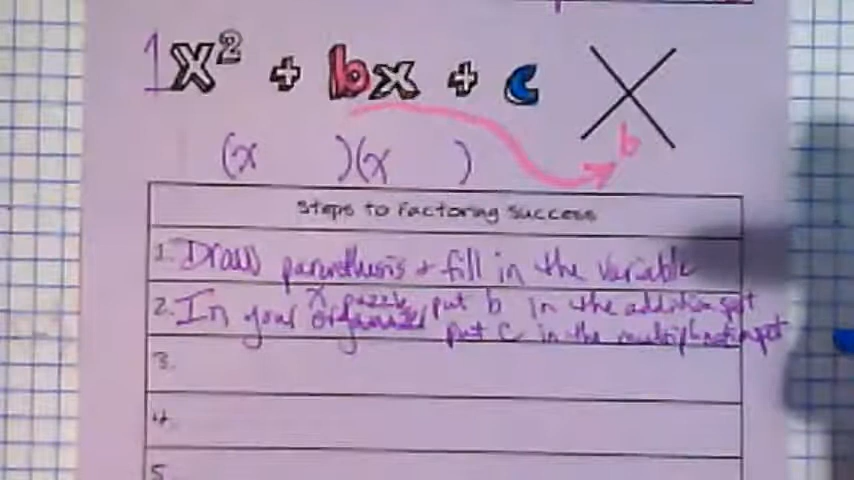 1x² + bx + c
b
(x )(x )
Steps to Factoring Success
1. Draw parenthesis + fill in the variable
2. In your x puzzle put b in the addition spot
organizer put c in the multiplication spot
3.
4.
5.